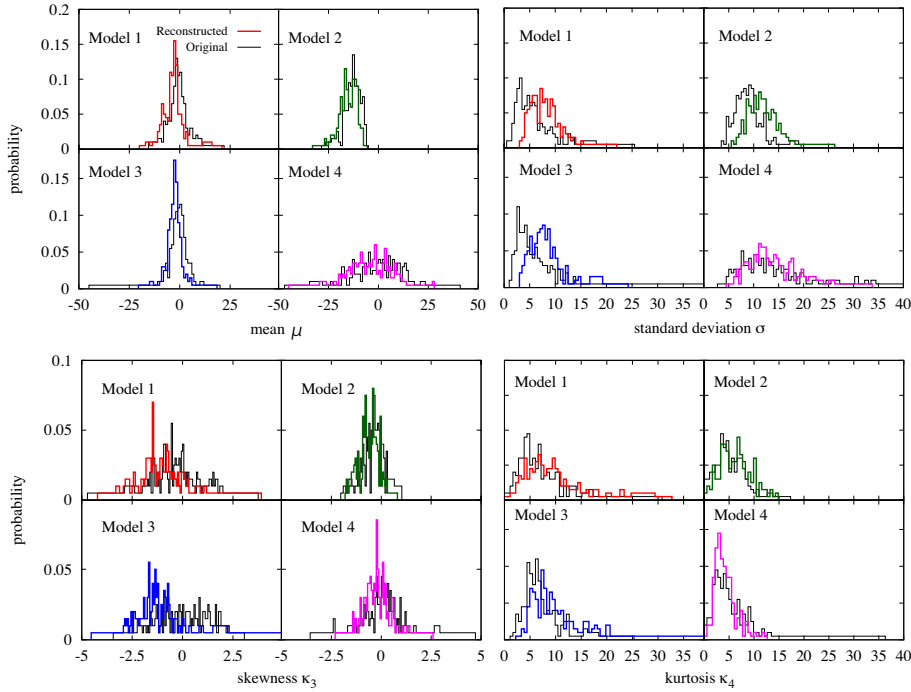 0.2
Model 1
Reconstructed
Original
Model 2
0.15
0.1
0.05
0
probability
Model 3
Model 4
0.15
0.1
0.05
0
-50 -25 0 25 -50 -25 0 25 50
mean μ
Model 1
Model 2
Model 3
Model 4
0 5 10 15 20 25 30 35 0 5 10 15 20 25 30 35 40
standard deviation σ
0.1
Model 1
Model 2
0.05
0
probability
Model 3
Model 4
0.05
0
-5 -2.5 0 2.5 -5 -2.5 0 2.5 5
skewness κ3
Model 1
Model 2
Model 3
Model 4
0 5 10 15 20 25 30 35 0 5 10 15 20 25 30 35 40
kurtosis κ4